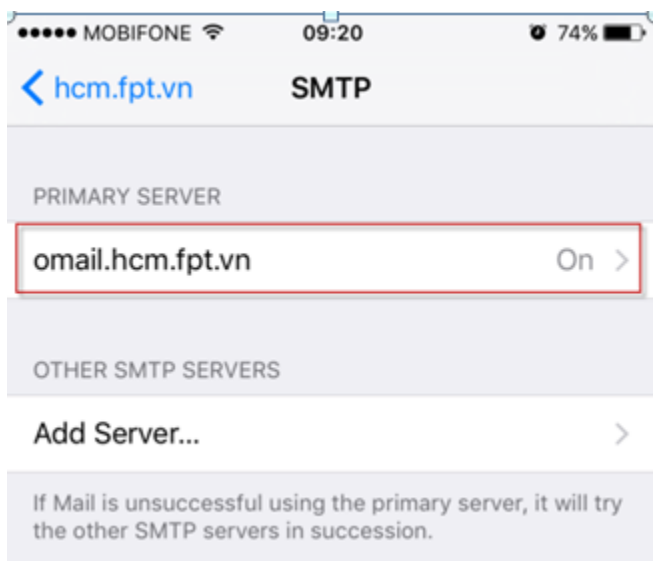 MOBIFONE 09:20 74%
hcm.fpt.vn SMTP
PRIMARY SERVER
omail.hcm.fpt.vn On
OTHER SMTP SERVERS
Add Server...
If Mail is unsuccessful using the primary server, it will try
the other SMTP servers in succession.